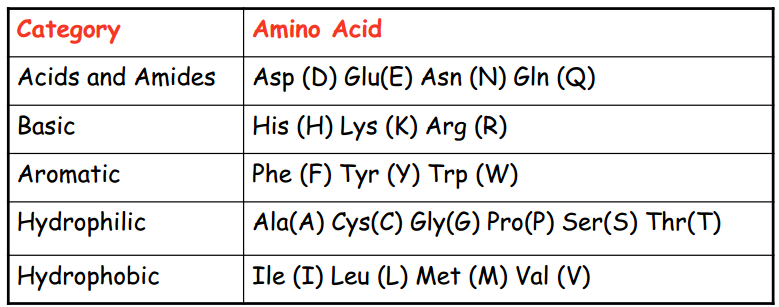 Category Amino Acid
Acids and Amides Asp (D) Glu(E) Asn (N) Gln (Q)
Basic His (H) Lys (K) Arg (R)
Aromatic Phe (F) Tyr (Y) Trp (W)
Hydrophilic Ala(A) Cys(C) Gly(G) Pro(P) Ser(S) Thr(T)
Hydrophobic Ile (I) Leu (L) Met (M) Val (V)